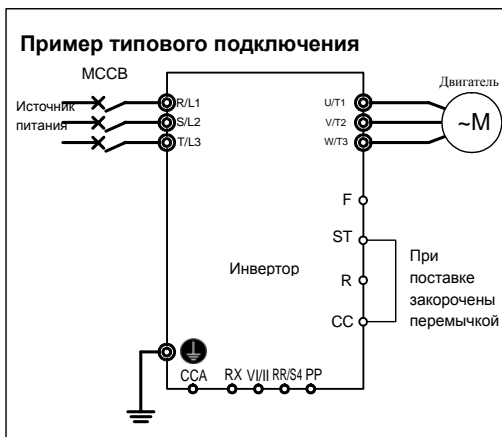 Пример типового подключения
МССВ
Источник
питания
R/L1
S/L2
T/L3
U/T1
V/T2
W/T3
Двигатель
~M
F
ST
R
CC
Инвертор
При
поставке
закорочены
перемычкой
CCA RX VI/II RR/S4 PP